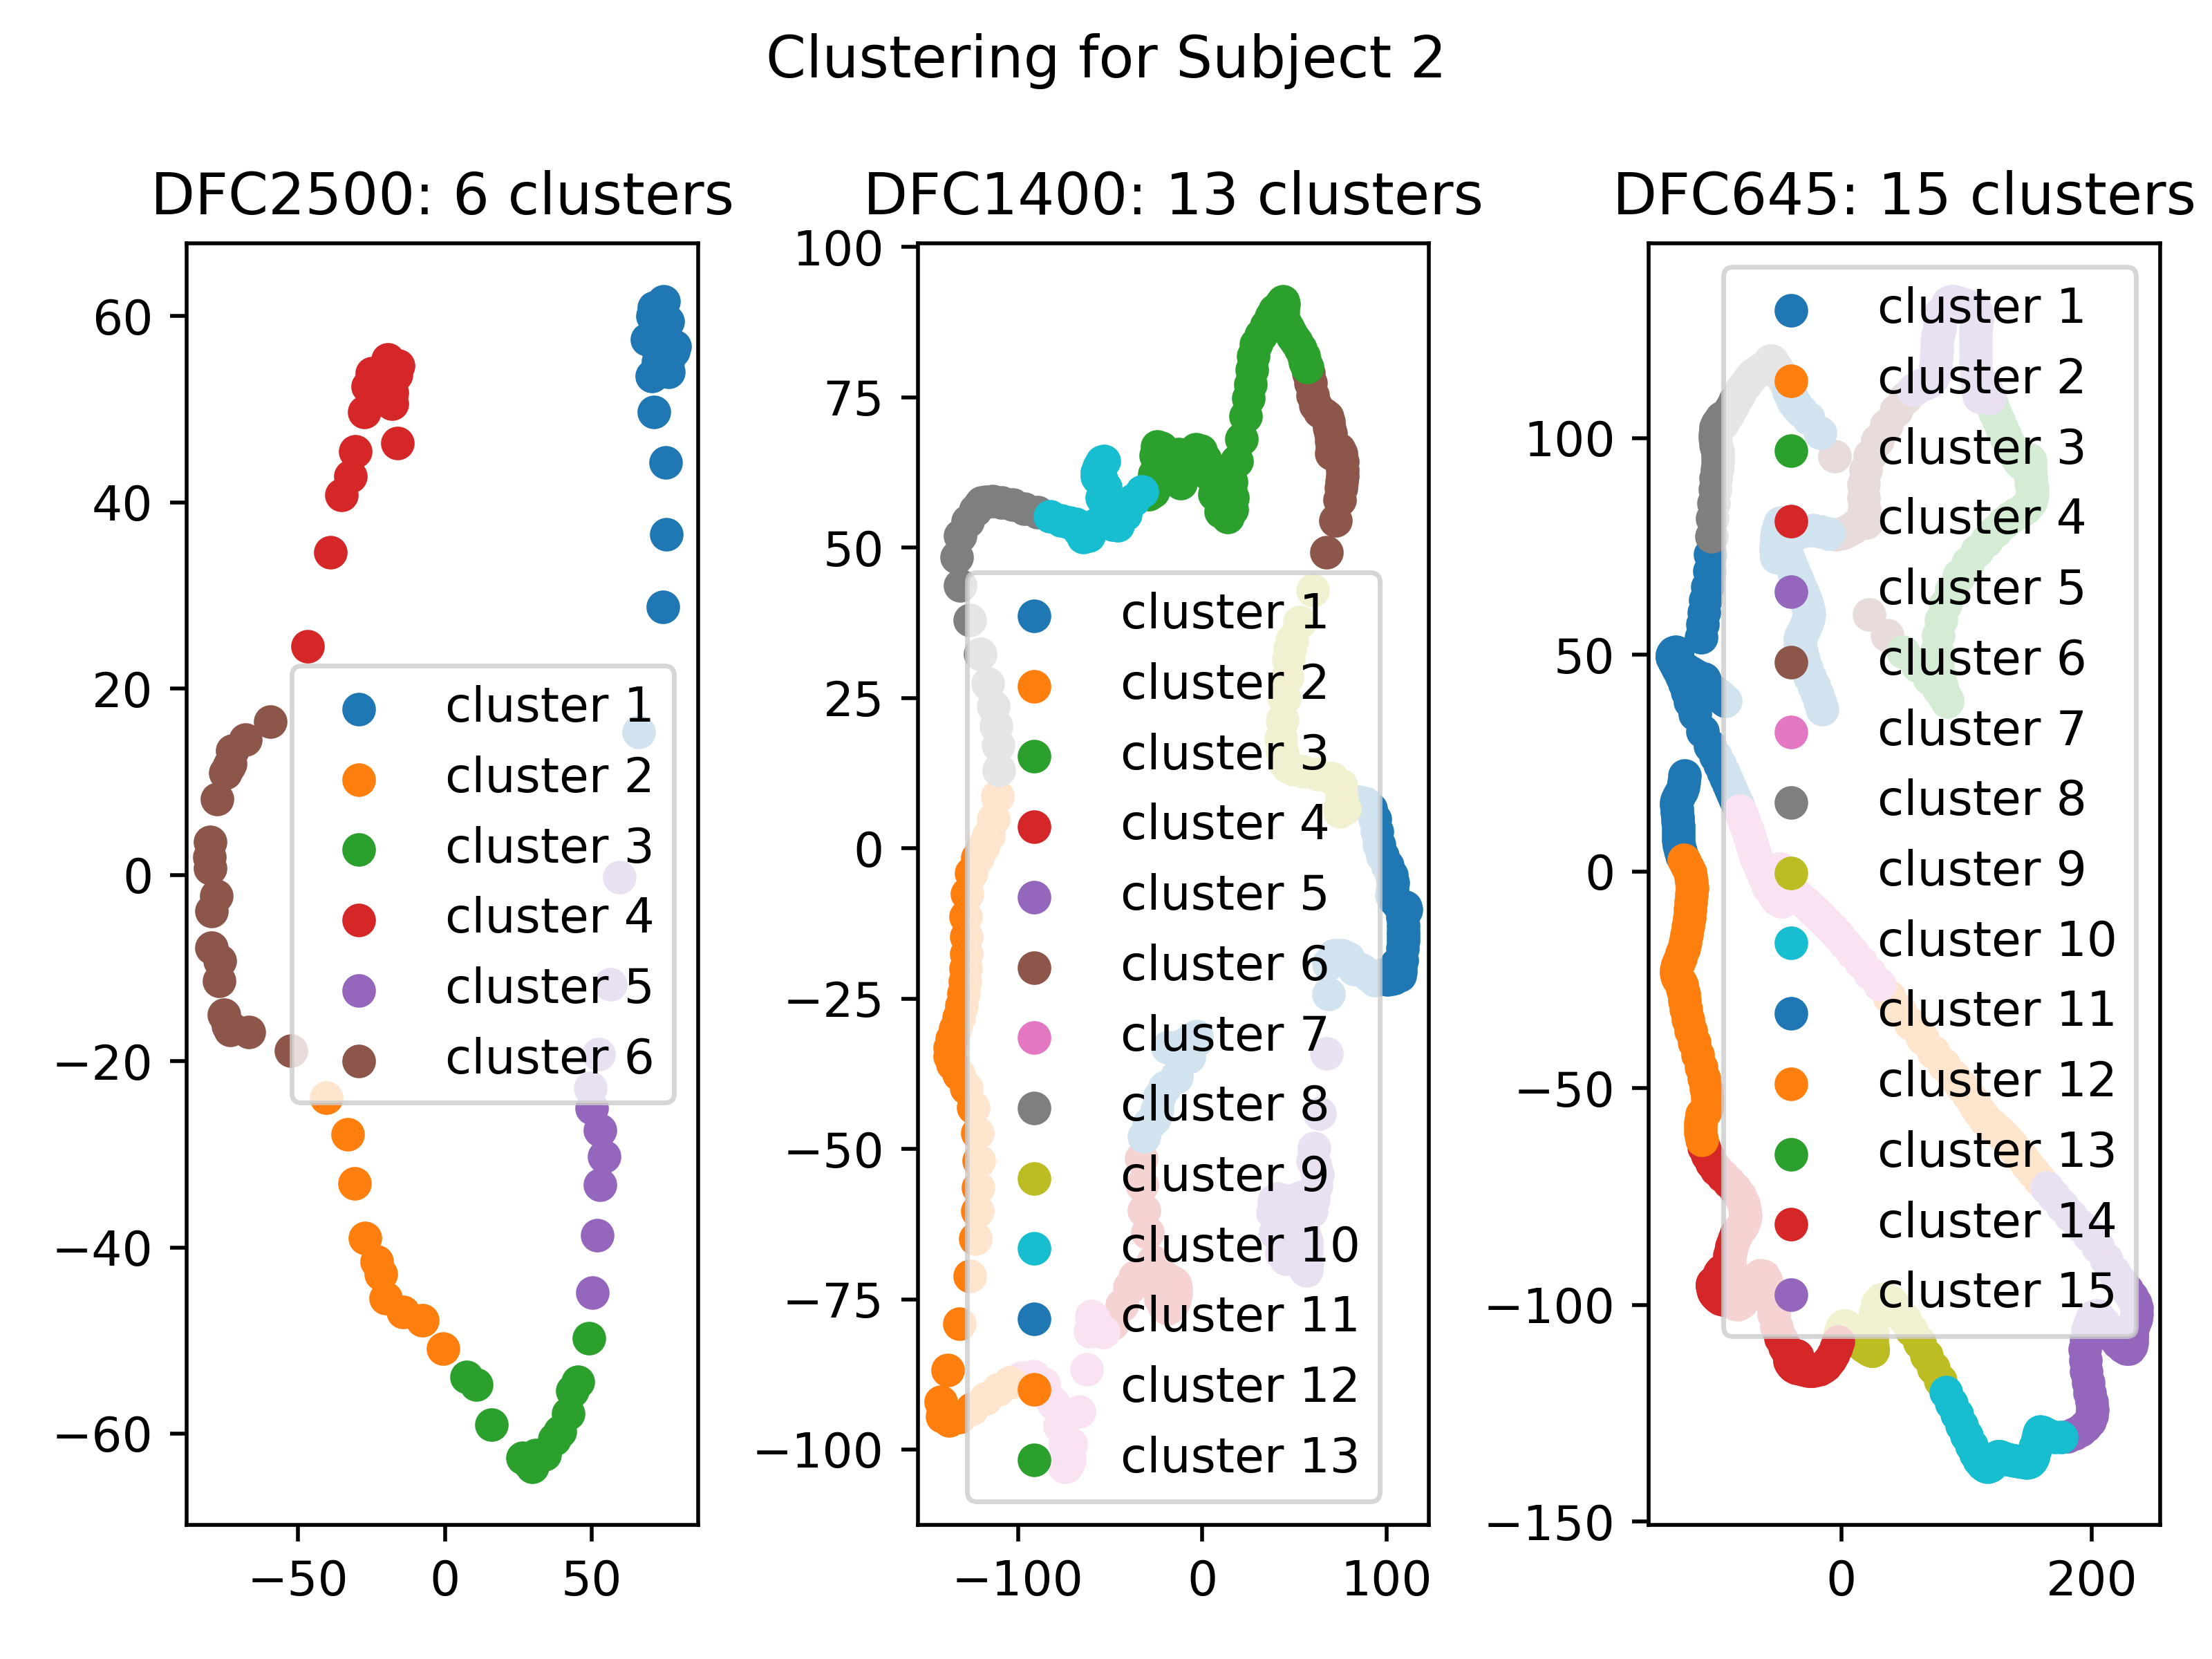 Clustering for Subject 2
DFC2500: 6 clusters
60
40
20
0
−20
−40
−60
−50
0
50
cluster 1
cluster 2
cluster 3
cluster 4
cluster 5
cluster 6
DFC1400: 13 clusters
100
75
50
25
0
−25
−50
−75
−100
−100
0
100
cluster 1
cluster 2
cluster 3
cluster 4
cluster 5
cluster 6
cluster 7
cluster 8
cluster 9
cluster 10
cluster 11
cluster 12
cluster 13
DFC645: 15 clusters
100
50
0
−50
−100
−150
0
200
cluster 1
cluster 2
cluster 3
cluster 4
cluster 5
cluster 6
cluster 7
cluster 8
cluster 9
cluster 10
cluster 11
cluster 12
cluster 13
cluster 14
cluster 15